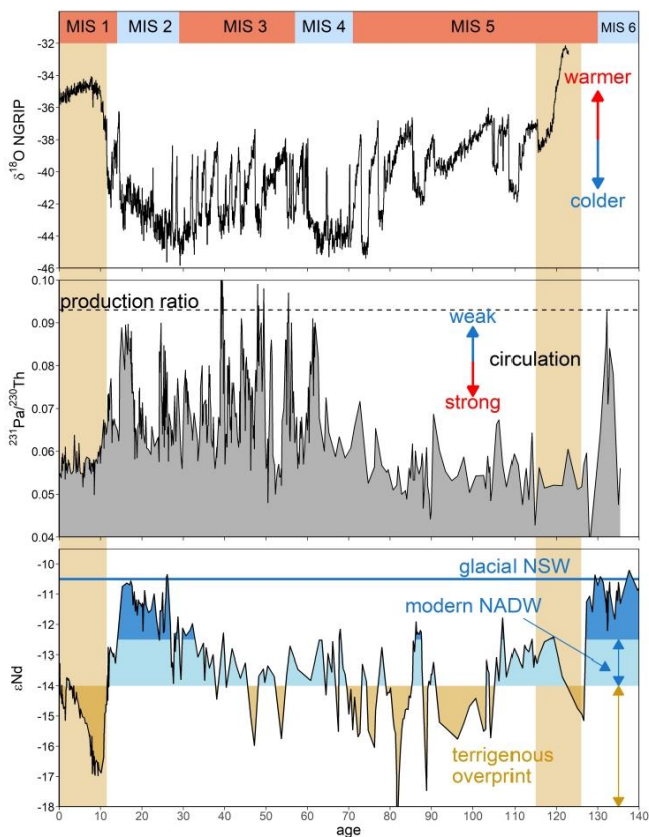 MIS 1 MIS 2 MIS 3 MIS 4 MIS 5 MIS 6
-32
-34
-36
-38
-40
-42
-44
-46
δ18O NGRIP
warmer
colder
0.10
0.09
0.08
0.07
0.06
0.05
0.04
231Pa/230Th
production ratio
weak
circulation
strong
-10
-11
-12
-13
-14
-15
-16
-17
-18
εNd
glacial NSW
modern NADW
terrigenous
overprint
0 10 20 30 40 50 60 70 80 90 100 110 120 130 140
age